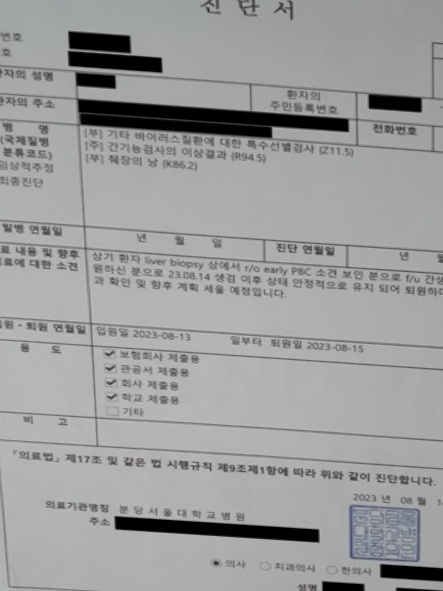 진 단 서
번호
호
환자의 성명
환자의
주민등록번호
환자의 주소
전화번호
병 명
(국제질병
분류코드)
임상적추정
최종진단
[부] 기타 바이러스질환에 대한 특수선별검사 (Z11.5)
[주] 간기능검사의 이상결과 (R94.5)
[부] 췌장의 낭 (K86.2)
발병 연월일
년 월 일
진단 연월일
년 월
료 내용 및 향후
료에 대한 소견
상기 환자 liver biopsy 상에서 r/o early PBC 소견 보인 분으로 f/u 간생
원하신 분으로 23.08.14 생검 이후 상태 안정적으로 유지 되어 퇴원하며
과 확인 및 향후 계획 세울 예정입니다.
입원 · 퇴원 연월일
입원일 2023-08-13 일부터 퇴원일 2023-08-15
용 도
보험회사 제출용
관공서 제출용
회사 제출용
학교 제출용
기타
비 고
「의료법」 제17조 및 같은 법 시행규칙 제9조제1항에 따라 위와 같이 진단합니다.
2023 년 08 월
의료기관명칭 분당서울대학교병원
주소
의사 치과의사 한의사
성명